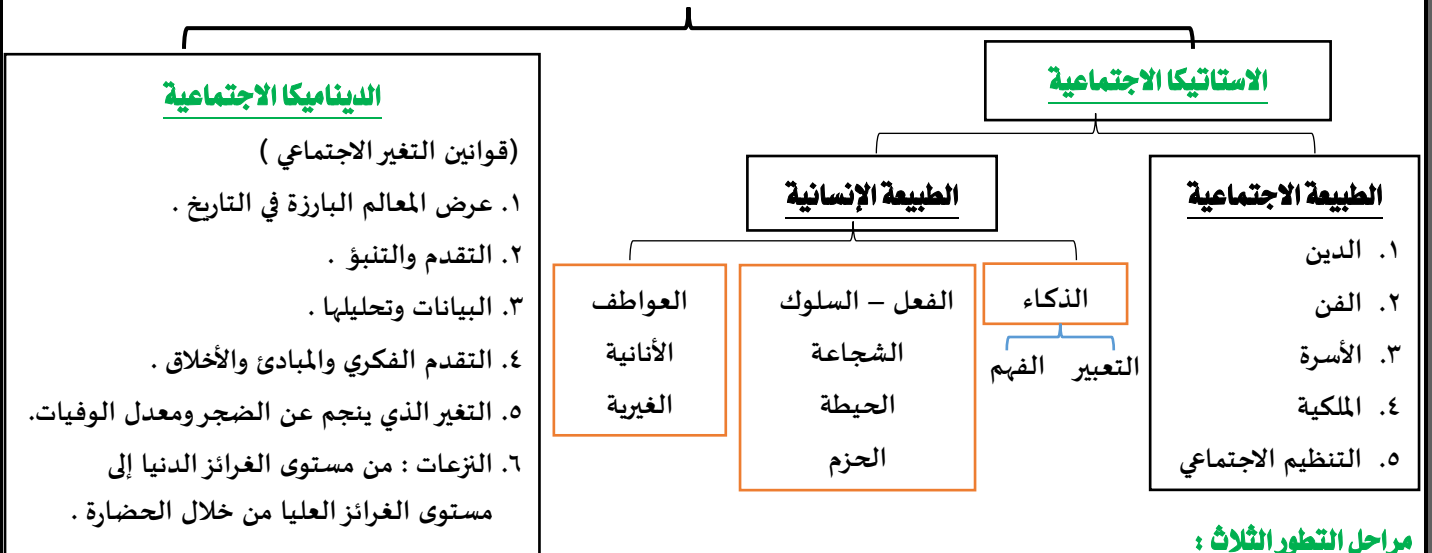 الاستاتيكا الاجتماعية
الطبيعة الاجتماعية
١. الدين
٢. الفن
٣. الأسرة
٤. الملكية
٥. التنظيم الاجتماعي
الطبيعة الإنسانية
الذكاء
التعبير الفهم
الفعل – السلوك
الشجاعة
الحيطة
الحزم
العواطف
الأنانية
الغيرية
الديناميكا الاجتماعية
(قوانين التغير الاجتماعي )
١. عرض المعالم البارزة في التاريخ .
٢. التقدم والتنبؤ .
٣. البيانات وتحليلها .
٤. التقدم الفكري والمبادئ والأخلاق .
٥. التغير الذي ينجم عن الضجر ومعدل الوفيات.
٦. النزعات : من مستوى الغرائز الدنيا إلى
مستوى الغرائز العليا من خلال الحضارة .
مراحل التطور الثلاث :